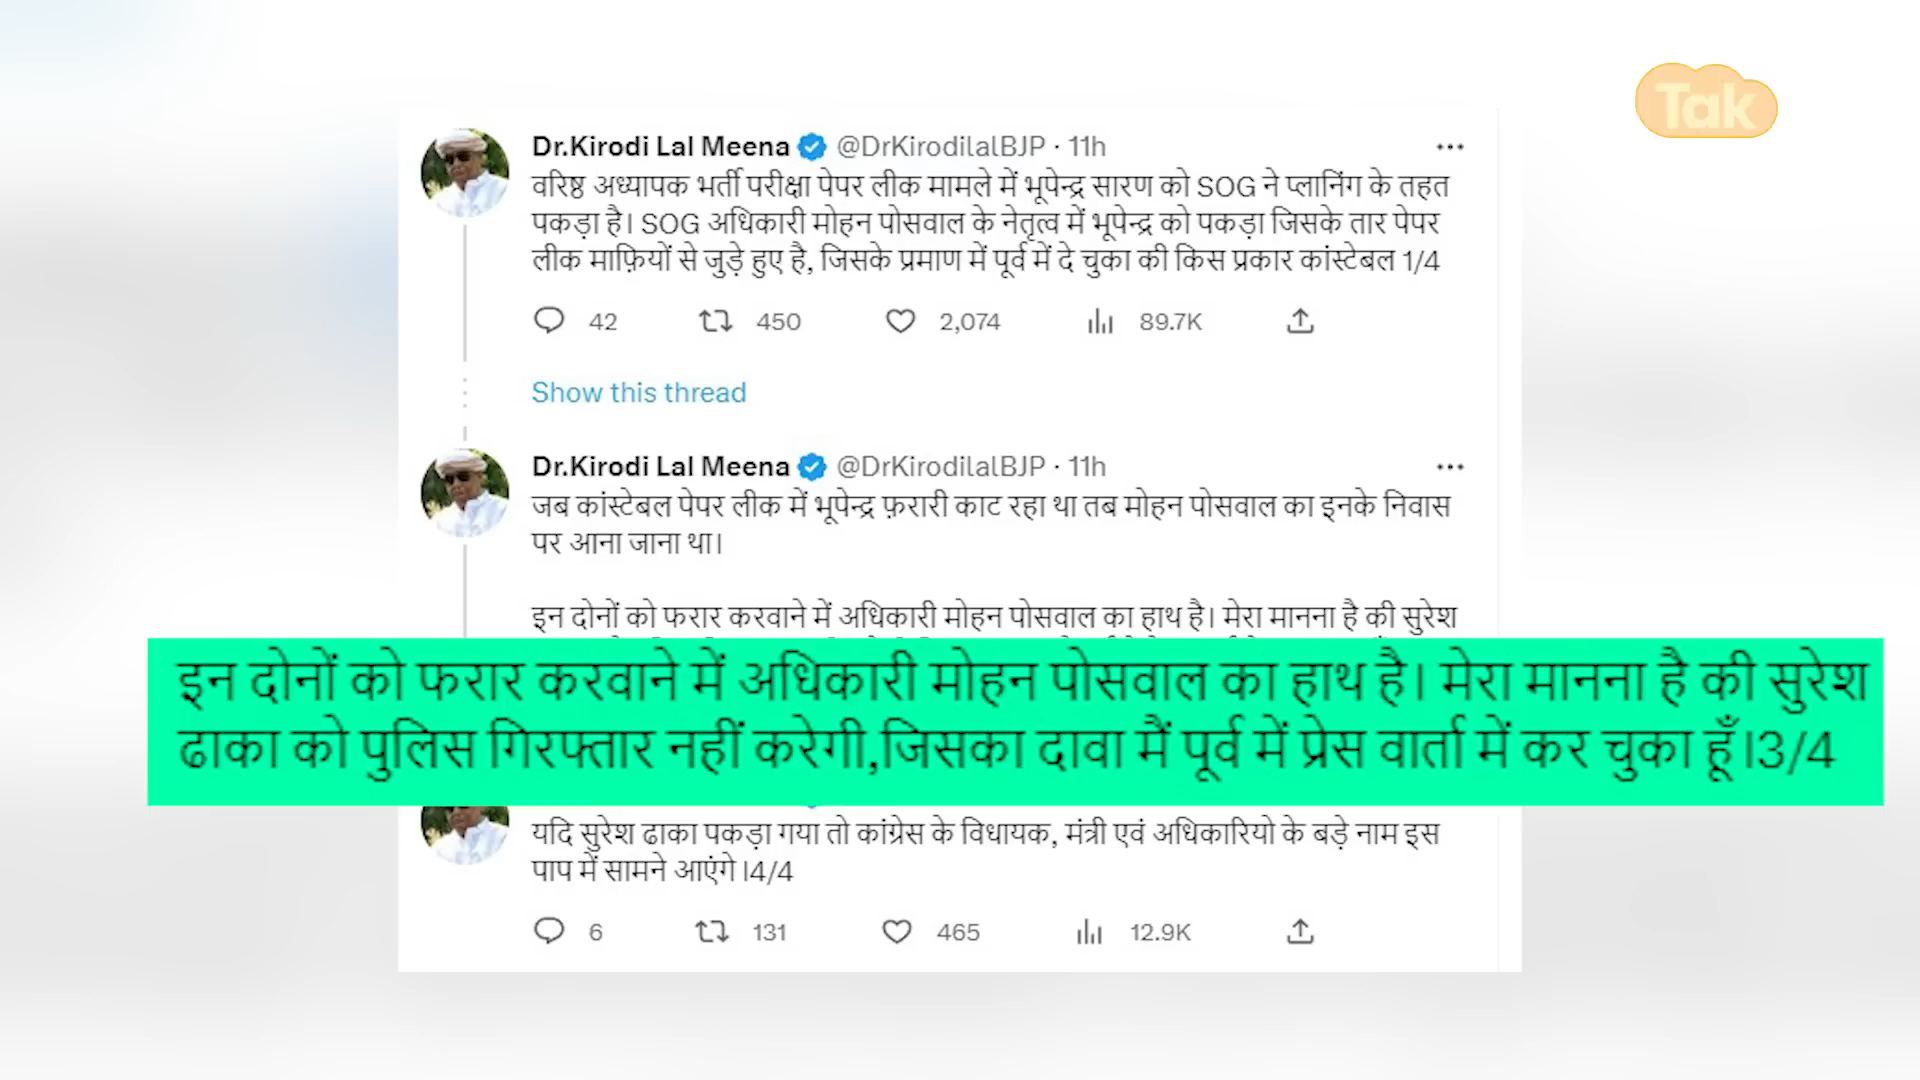 Tak
Dr.Kirodi Lal Meena @DrKirodilalBJP · 11h
वरिष्ठ अध्यापक भर्ती परीक्षा पेपर लीक मामले में भूपेन्द्र सारण को SOG ने प्लानिंग के तहत
पकड़ा है। SOG अधिकारी मोहन पोसवाल के नेतृत्व में भूपेन्द्र को पकड़ा जिसके तार पेपर
लीक माफ़ियों से जुड़े हुए है, जिसके प्रमाण में पूर्व में दे चुका की किस प्रकार कांस्टेबल 1/4
42 450 2,074 89.7K
Show this thread
Dr.Kirodi Lal Meena @DrKirodilalBJP · 11h
जब कांस्टेबल पेपर लीक में भूपेन्द्र फ़रारी काट रहा था तब मोहन पोसवाल का इनके निवास
पर आना जाना था।
इन दोनों को फरार करवाने में अधिकारी मोहन पोसवाल का हाथ है। मेरा मानना है की सुरेश
इन दोनों को फरार करवाने में अधिकारी मोहन पोसवाल का हाथ है। मेरा मानना है की सुरेश
ढाका को पुलिस गिरफ्तार नहीं करेगी,जिसका दावा मैं पूर्व में प्रेस वार्ता में कर चुका हूँ।3/4
यदि सुरेश ढाका पकड़ा गया तो कांग्रेस के विधायक, मंत्री एवं अधिकारियो के बड़े नाम इस
पाप में सामने आएंगे।4/4
6 131 465 12.9K